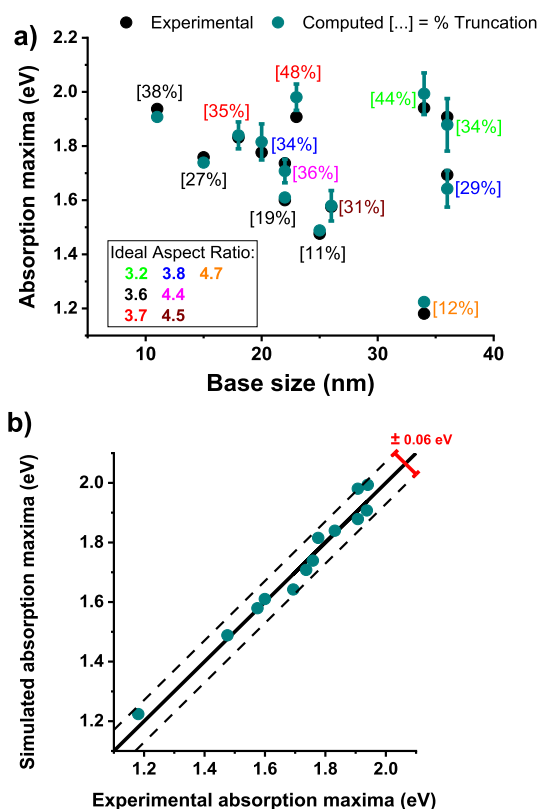 a)
Experimental Computed [...] = % Truncation
Absorption maxima (eV)
2.2
2.0
1.8
1.6
1.4
1.2
[38%]
[27%]
[35%]
[48%]
[34%]
[36%]
[19%]
[11%]
[31%]
[44%]
[34%]
[29%]
[12%]
Ideal Aspect Ratio:
3.2 3.8 4.7
3.6 4.4
3.7 4.5
10 20 30 40
Base size (nm)
b)
± 0.06 eV
Simulated absorption maxima (eV)
2.0
1.8
1.6
1.4
1.2
1.2 1.4 1.6 1.8 2.0
Experimental absorption maxima (eV)